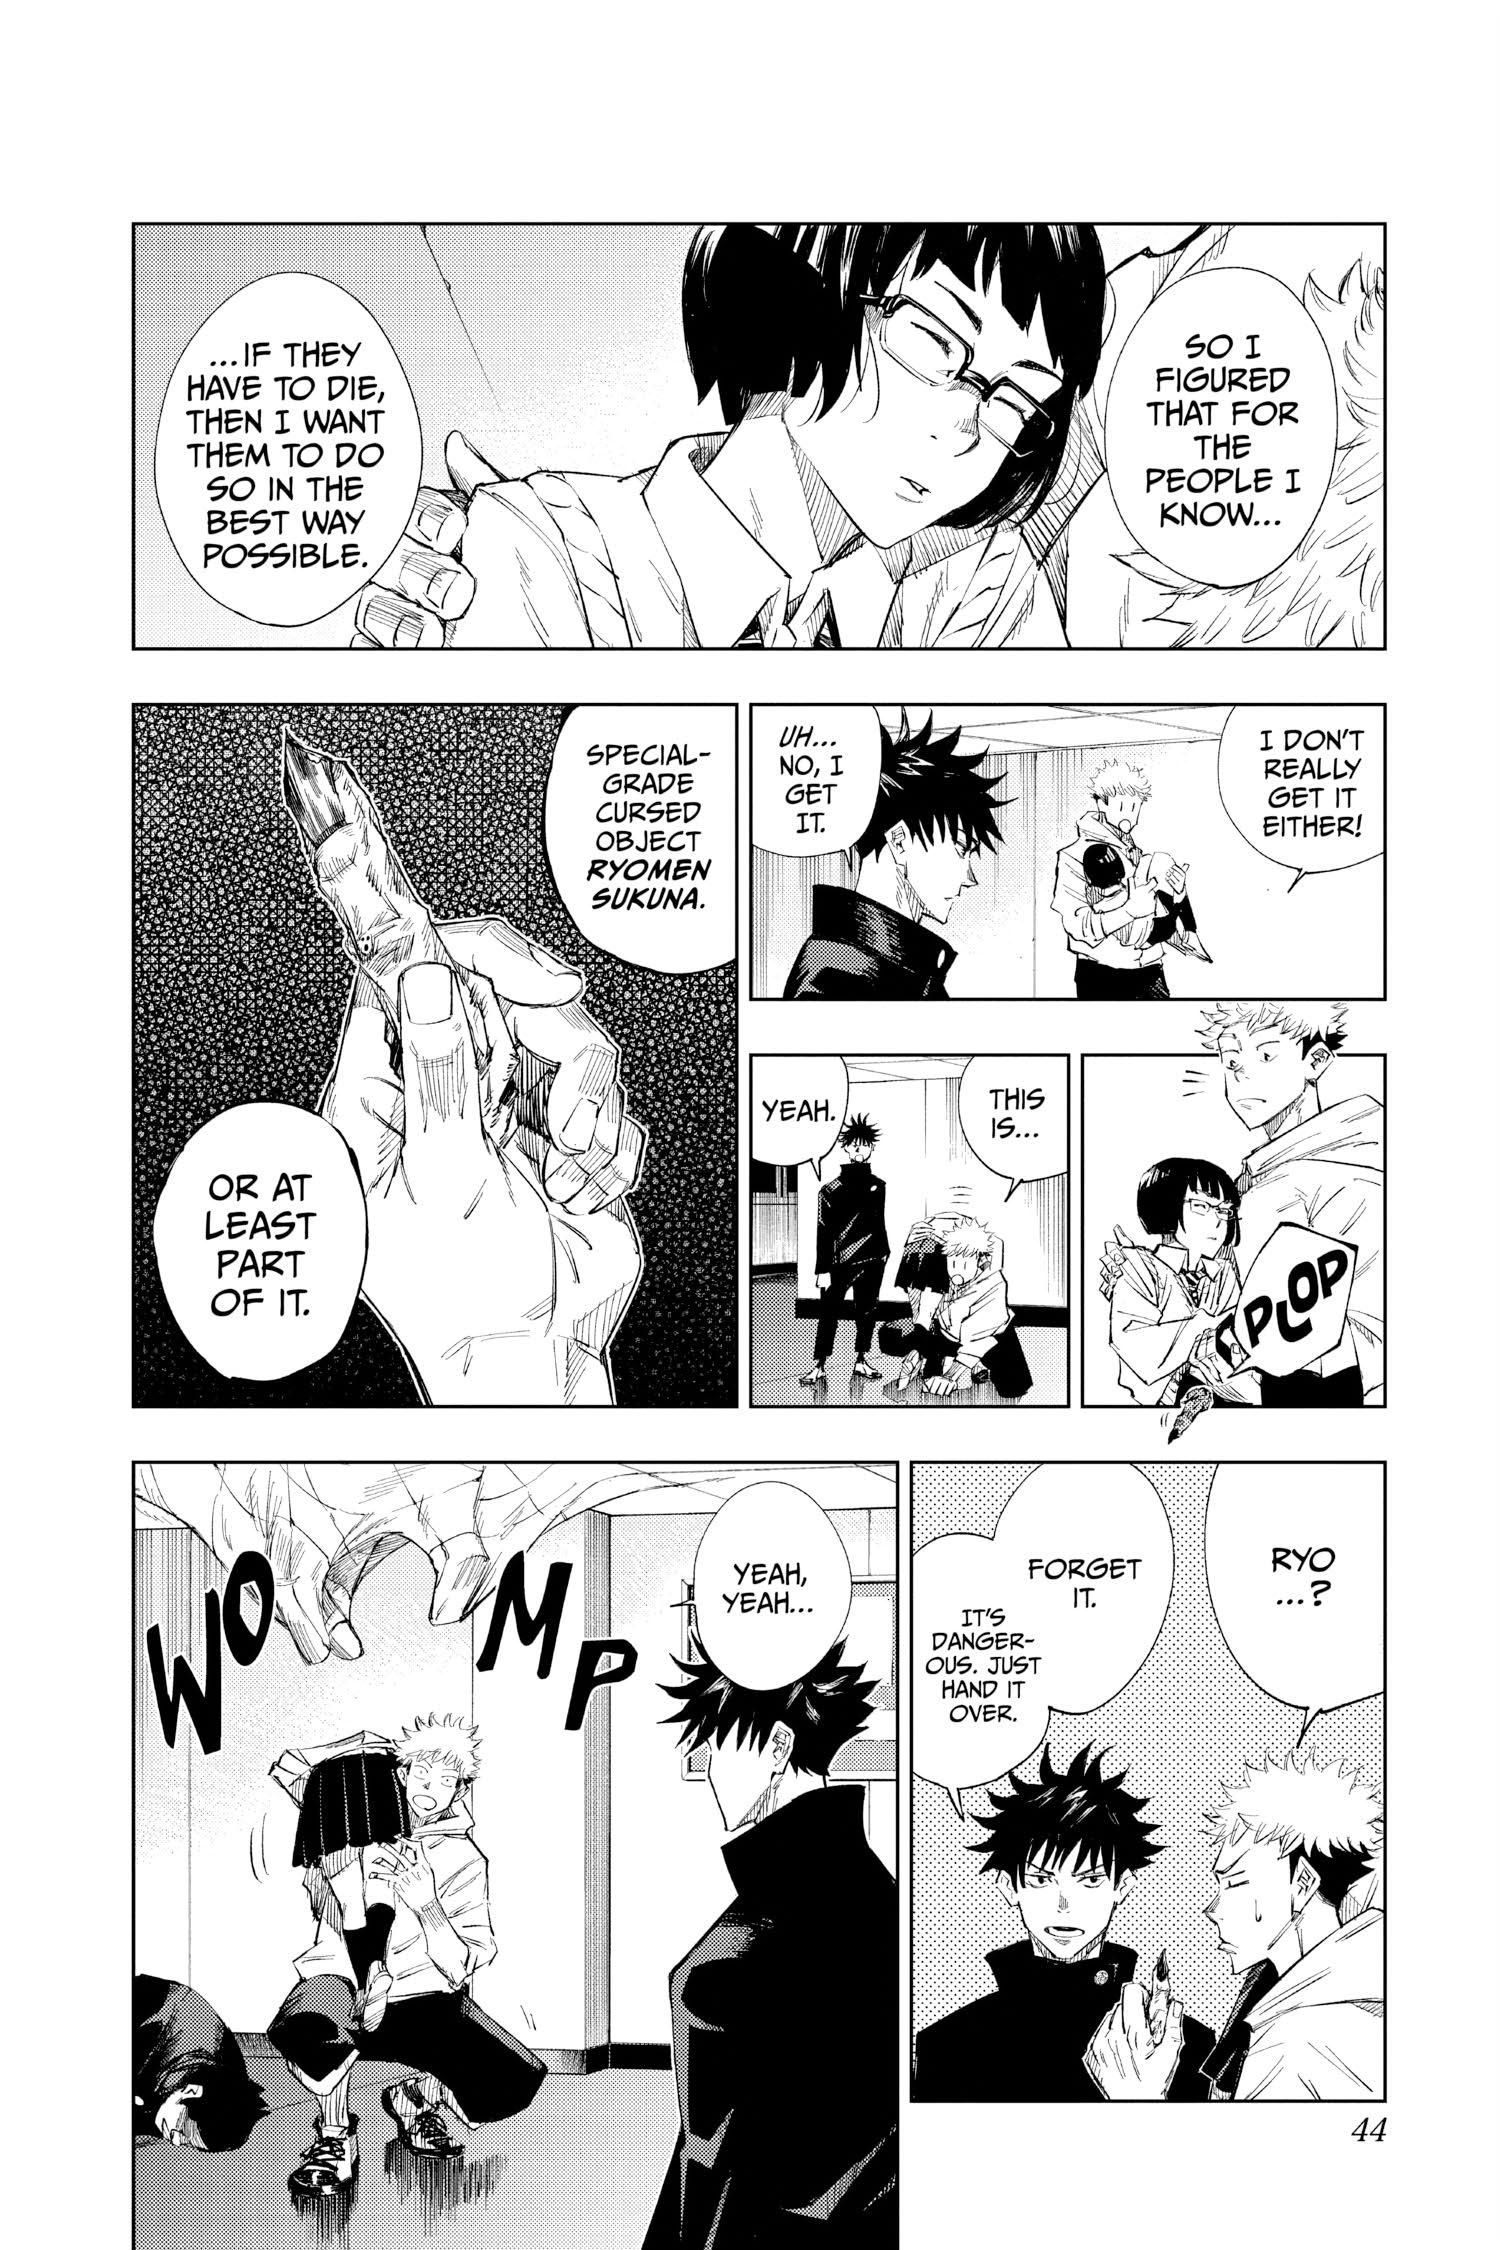 SO I
FIGURED
THAT FOR
THE
PEOPLE I
KNOW...
...IF THEY
HAVE TO DIE,
THEN I WANT
THEM TO DO
SO IN THE
BEST WAY
POSSIBLE.
I DON'T
REALLY
GET IT
EITHER!
UH...
NO, I
GET
IT.
PLOP
THIS
IS...
YEAH.
SPECIAL-
GRADE
CURSED
OBJECT
RYOMEN
SUKUNA.
OR AT
LEAST
PART
OF IT.
RYO
...?
FORGET
IT.
IT'S
DANGER-
OUS. JUST
HAND IT
OVER.
YEAH,
YEAH...
WOMP
44